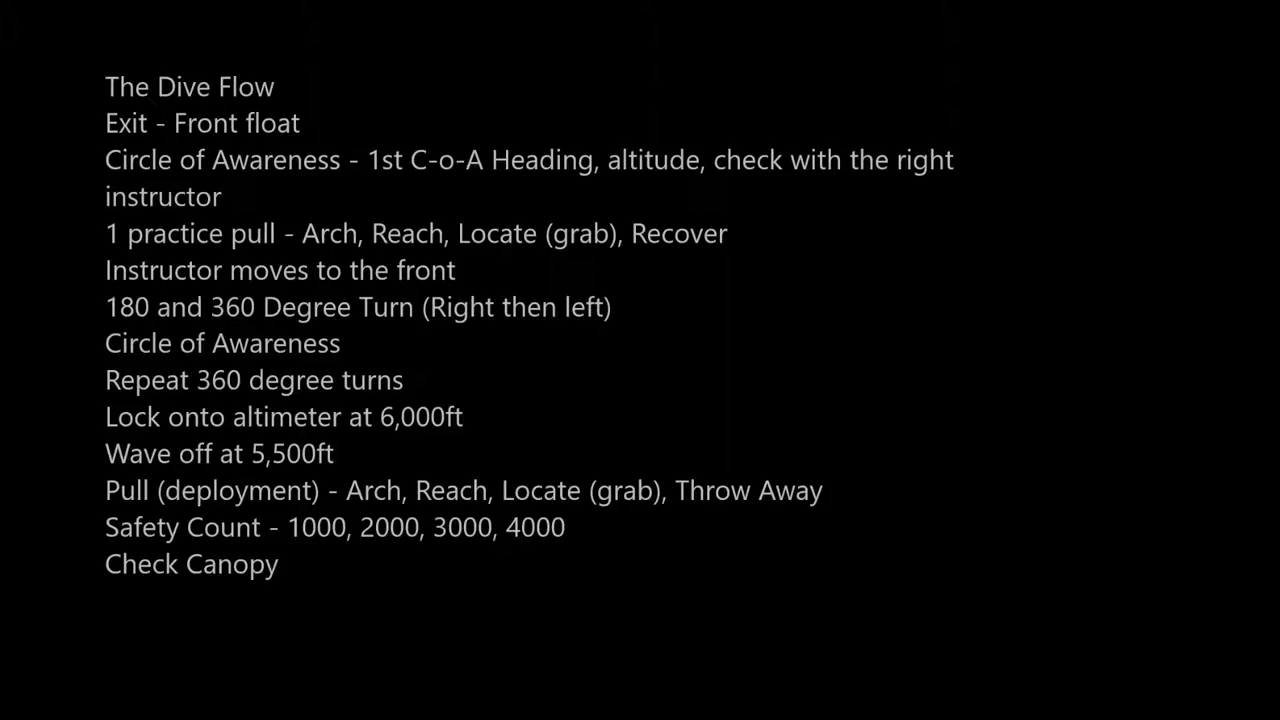 The Dive Flow
Exit - Front float
Circle of Awareness - 1st C-o-A Heading, altitude, check with the right
instructor
1 practice pull - Arch, Reach, Locate (grab), Recover
Instructor moves to the front
180 and 360 Degree Turn (Right then left)
Circle of Awareness
Repeat 360 degree turns
Lock onto altimeter at 6,000ft
Wave off at 5,500ft
Pull (deployment) - Arch, Reach, Locate (grab), Throw Away
Safety Count - 1000, 2000, 3000, 4000
Check Canopy